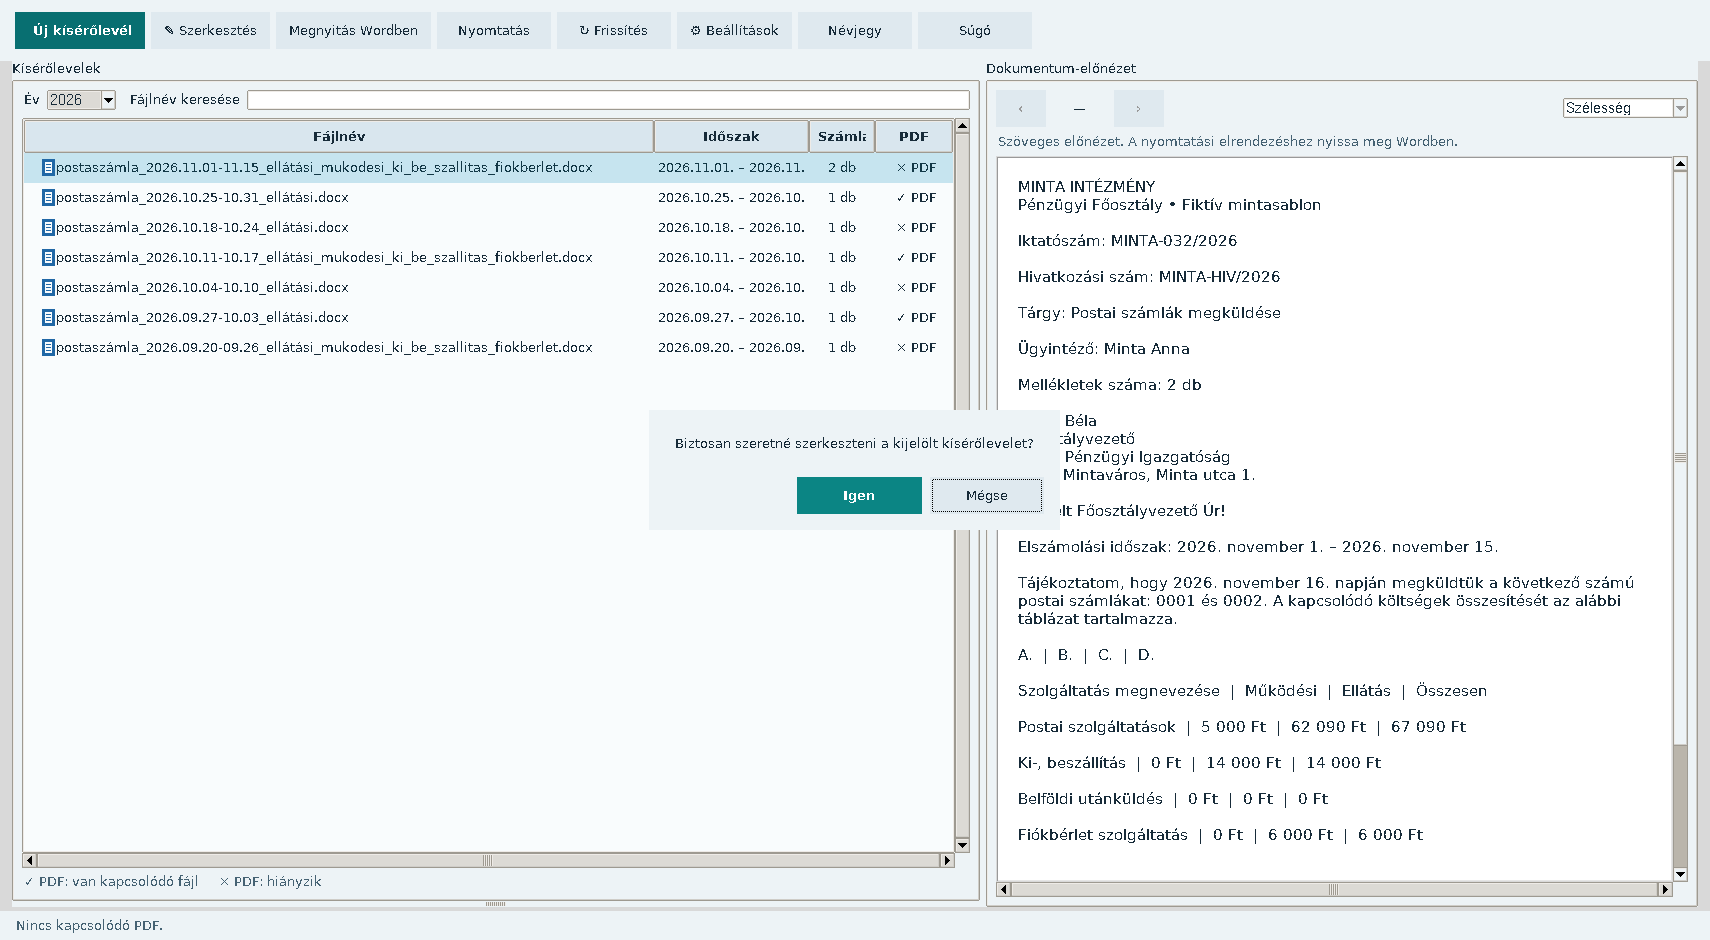 Új kísérőlevél
✎ Szerkesztés
Megnyitás Wordben
Nyomtatás
↻ Frissítés
⚙ Beállítások
Névjegy
Súgó
Kísérőlevelek
Év 2026 Fájlnév keresése
Fájlnév Időszak Száml PDF
postaszámla_2026.11.01-11.15_ellátási_mukodesi_ki_be_szallitas_fiokberlet.docx 2026.11.01. – 2026.11. 2 db × PDF
postaszámla_2026.10.25-10.31_ellátási.docx 2026.10.25. – 2026.10. 1 db ✓ PDF
postaszámla_2026.10.18-10.24_ellátási.docx 2026.10.18. – 2026.10. 1 db × PDF
postaszámla_2026.10.11-10.17_ellátási_mukodesi_ki_be_szallitas_fiokberlet.docx 2026.10.11. – 2026.10. 1 db ✓ PDF
postaszámla_2026.10.04-10.10_ellátási.docx 2026.10.04. – 2026.10. 1 db × PDF
postaszámla_2026.09.27-10.03_ellátási.docx 2026.09.27. – 2026.10. 1 db ✓ PDF
postaszámla_2026.09.20-09.26_ellátási_mukodesi_ki_be_szallitas_fiokberlet.docx 2026.09.20. – 2026.09. 1 db × PDF
✓ PDF: van kapcsolódó fájl × PDF: hiányzik
Nincs kapcsolódó PDF.
Biztosan szeretné szerkeszteni a kijelölt kísérőlevelet?
Igen
Mégse
Dokumentum-előnézet
‹ — › Szélesség
Szöveges előnézet. A nyomtatási elrendezéshez nyissa meg Wordben.
MINTA INTÉZMÉNY
Pénzügyi Főosztály • Fiktív mintasablon
Iktatószám: MINTA-032/2026
Hivatkozási szám: MINTA-HIV/2026
Tárgy: Postai számlák megküldése
Ügyintéző: Minta Anna
Mellékletek száma: 2 db
Béla
tályvezető
Pénzügyi Igazgatóság
Mintaváros, Minta utca 1.
elt Főosztályvezető Úr!
Elszámolási időszak: 2026. november 1. – 2026. november 15.
Tájékoztatom, hogy 2026. november 16. napján megküldtük a következő számú
postai számlákat: 0001 és 0002. A kapcsolódó költségek összesítését az alábbi
táblázat tartalmazza.
A. | B. | C. | D.
Szolgáltatás megnevezése | Működési | Ellátás | Összesen
Postai szolgáltatások | 5 000 Ft | 62 090 Ft | 67 090 Ft
Ki-, beszállítás | 0 Ft | 14 000 Ft | 14 000 Ft
Belföldi utánküldés | 0 Ft | 0 Ft | 0 Ft
Fiókbérlet szolgáltatás | 0 Ft | 6 000 Ft | 6 000 Ft